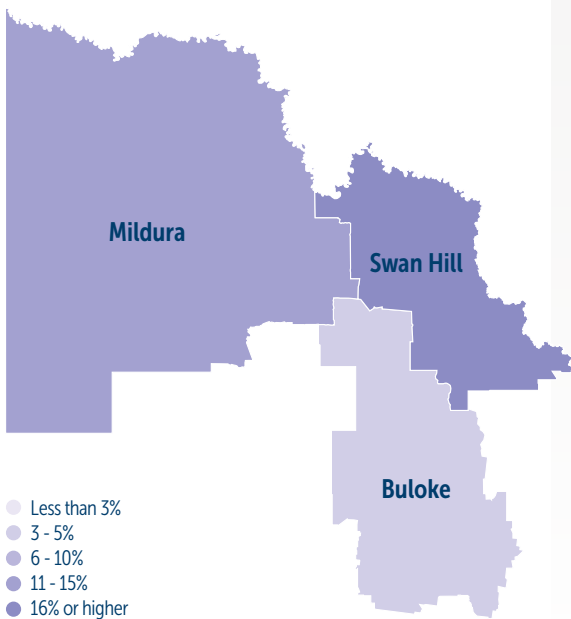 Mildura
Swan Hill
Buloke
Less than 3%
3 - 5%
6 - 10%
11 - 15%
16% or higher